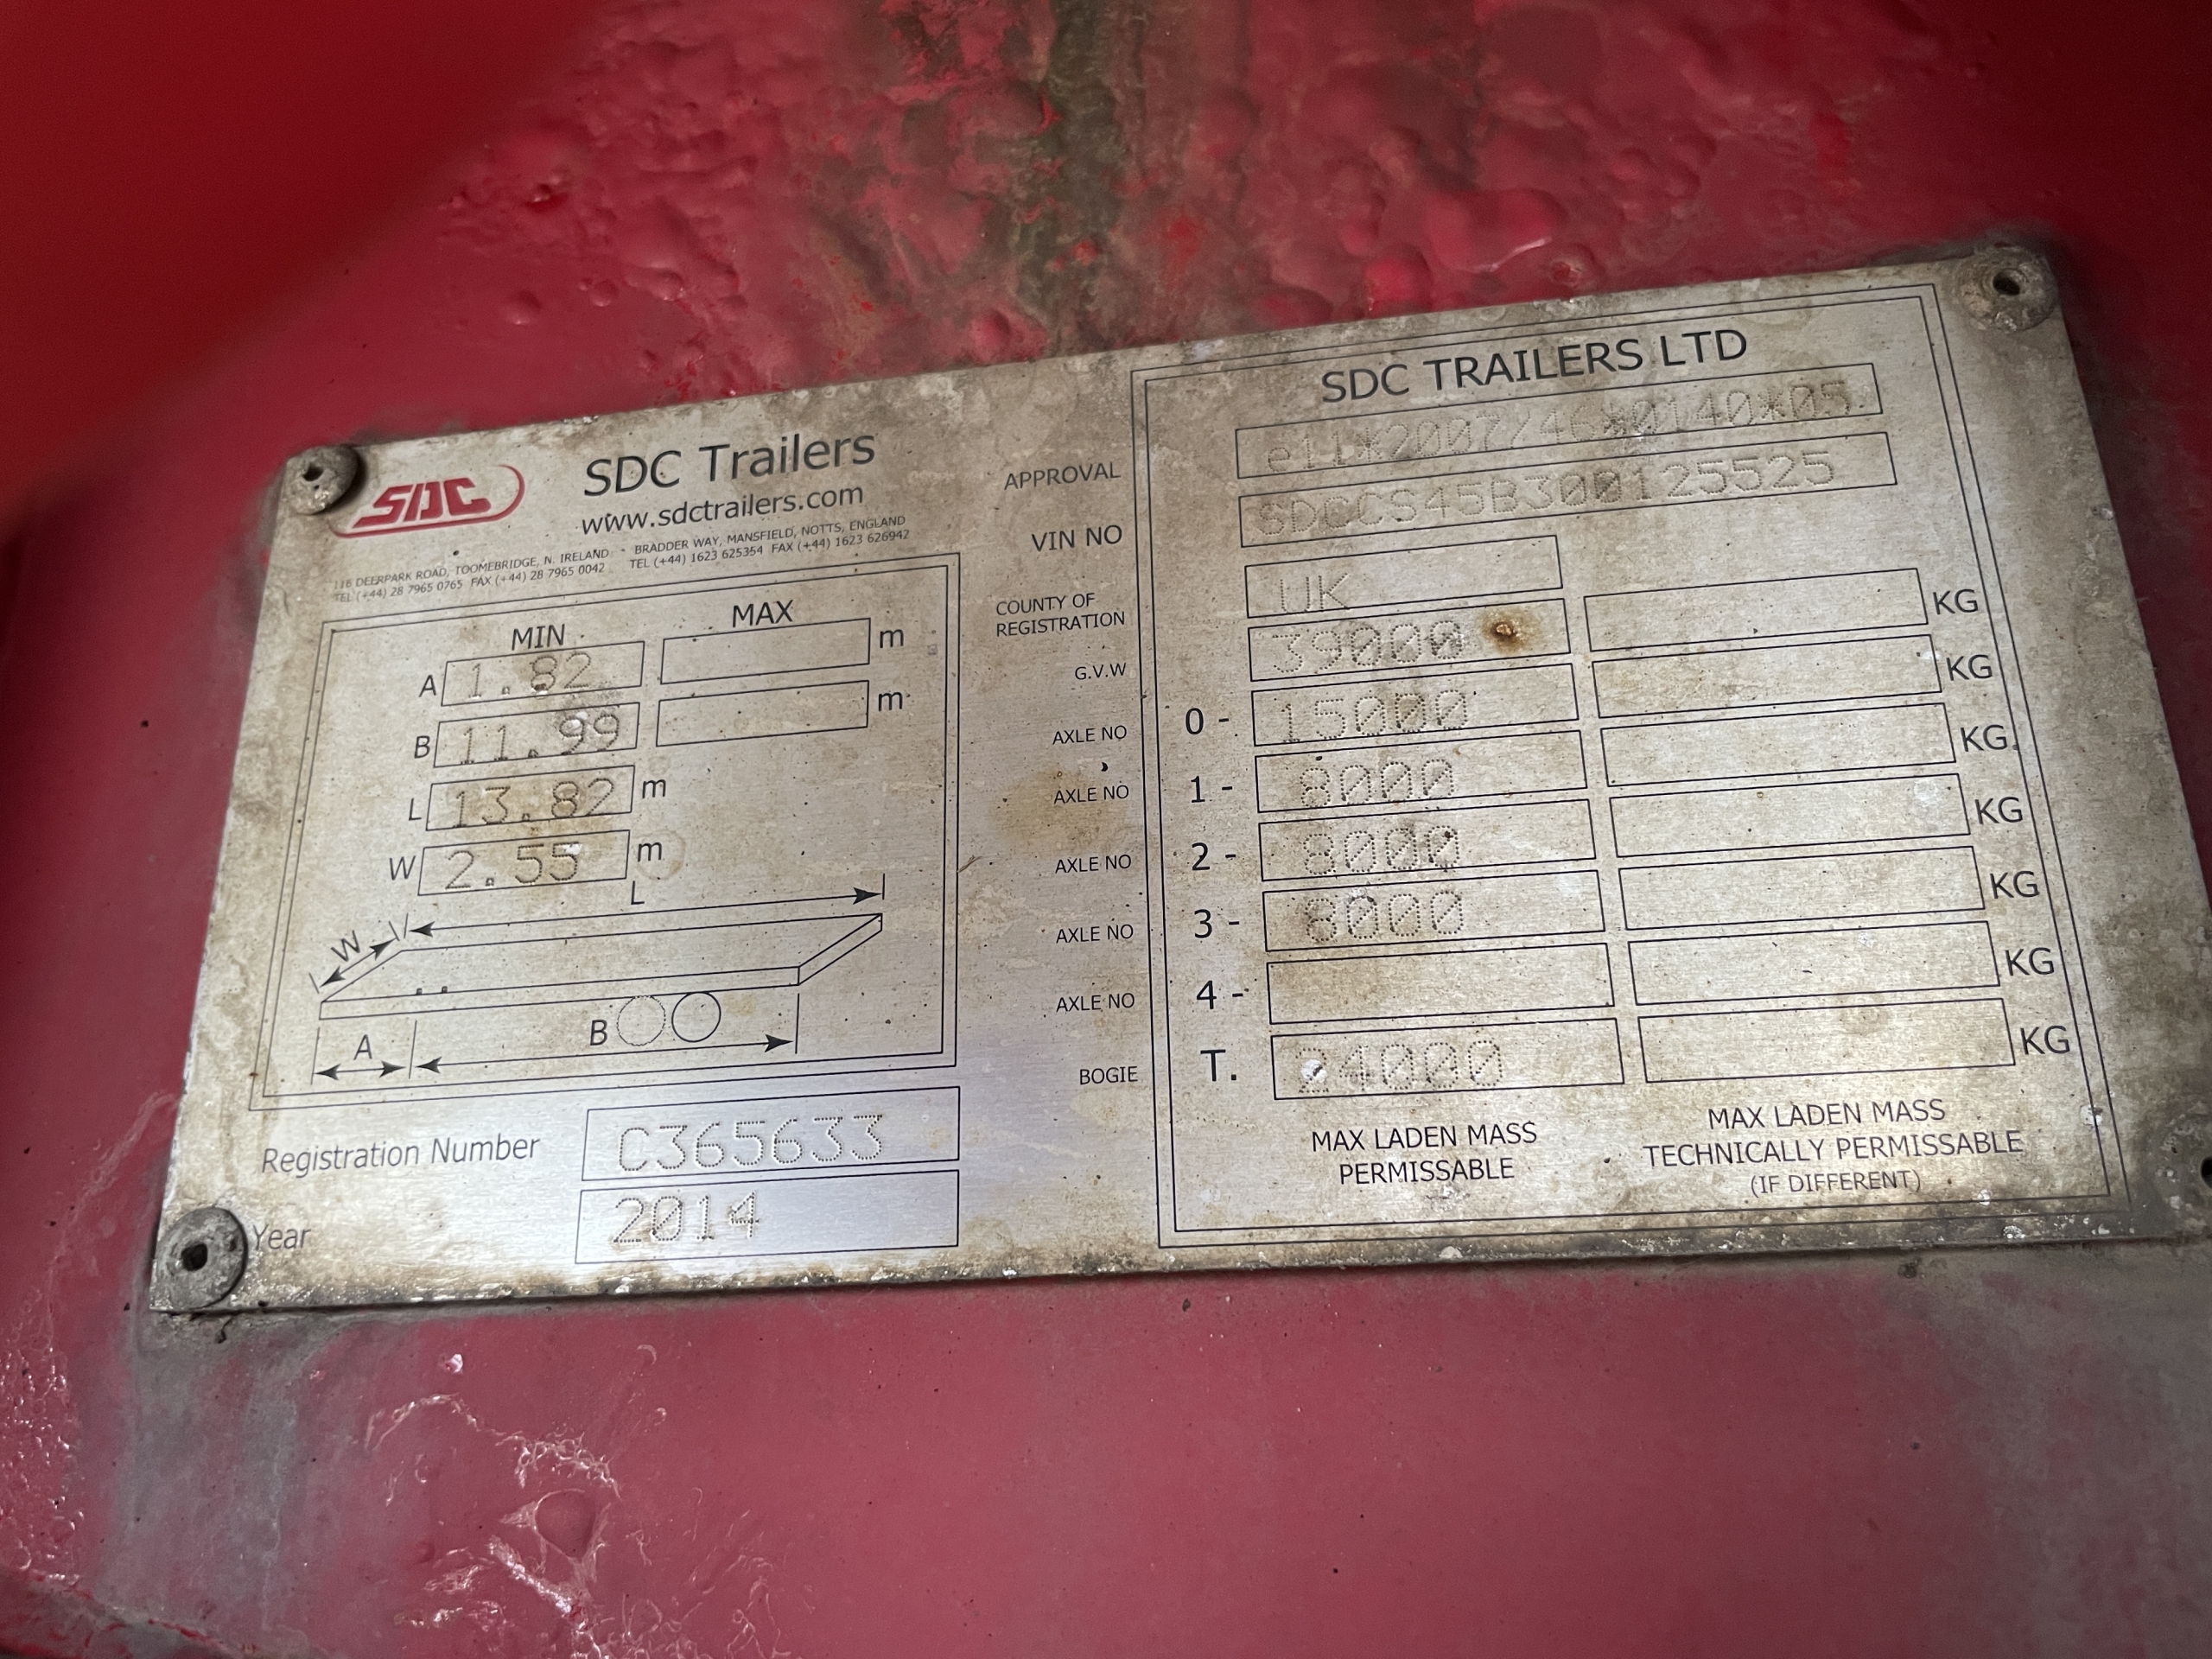 SDC
SDC Trailers
www.sdctrailers.com
116 DEERPARK ROAD, TOOMEBRIDGE, N. IRELAND - BRADDER WAY, MANSFIELD, NOTTS, ENGLAND
TEL (+44) 28 7965 0765 FAX (+44) 28 7965 0042 TEL (+44) 1623 625354 FAX (+44) 1623 626942
MIN MAX
A 1.82 m
B 11.99 m
L 13.82 m
W 2.55 m
L
W
B
A
Registration Number C365633
Year 2014
SDC TRAILERS LTD
APPROVAL e11*2007/46*0140*05
VIN NO SDCCS45B300125525
COUNTY OF
REGISTRATION UK
G.V.W 39000 KG
AXLE NO 0 - 15000 KG
AXLE NO 1 - 8000 KG
AXLE NO 2 - 8000 KG
AXLE NO 3 - 8000 KG
AXLE NO 4 - KG
BOGIE T. 24000 KG
MAX LADEN MASS
PERMISSABLE
MAX LADEN MASS
TECHNICALLY PERMISSABLE
(IF DIFFERENT)